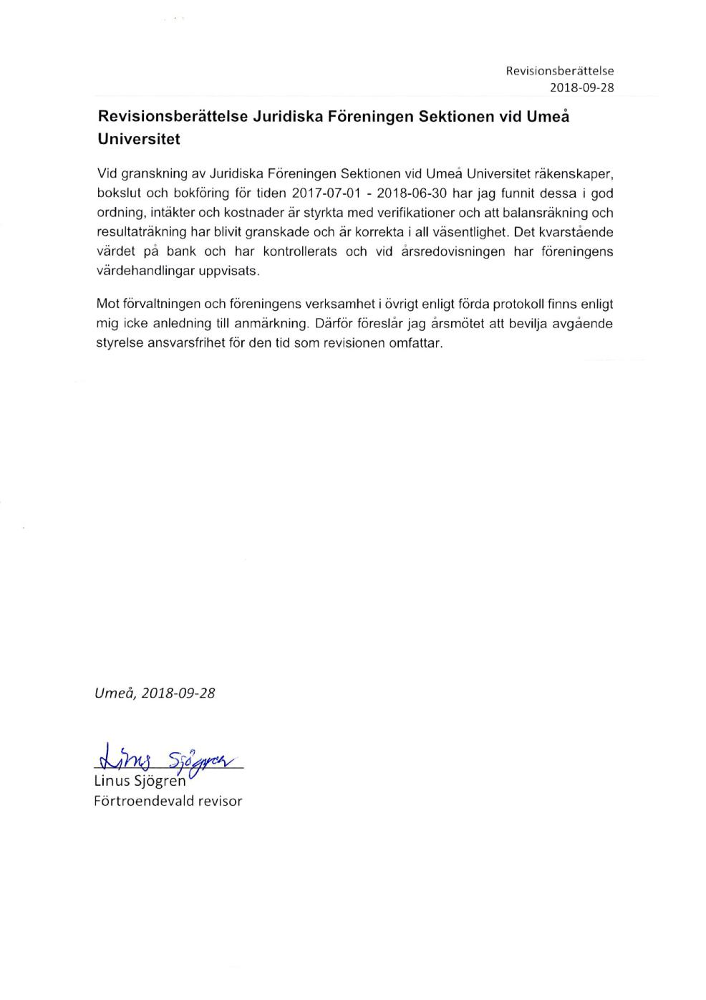 Revisionsberättelse
2018-09-28
Revisionsberättelse Juridiska Föreningen Sektionen vid Umeå
Universitet
Vid granskning av Juridiska Föreningen Sektionen vid Umeå Universitet räkenskaper,
bokslut och bokföring för tiden 2017-07-01 - 2018-06-30 har jag funnit dessa i god
ordning, intäkter och kostnader är styrkta med verifikationer och att balansräkning och
resultaträkning har blivit granskade och är korrekta i all väsentlighet. Det kvarstående
värdet på bank och har kontrollerats och vid årsredovisningen har föreningens
värdehandlingar uppvisats.
Mot förvaltningen och föreningens verksamhet i övrigt enligt förda protokoll finns enligt
mig icke anledning till anmärkning. Därför föreslår jag årsmötet att bevilja avgående
styrelse ansvarsfrihet för den tid som revisionen omfattar.
Umeå, 2018-09-28
Linus Sjögren
Linus Sjögren
Förtroendevald revisor